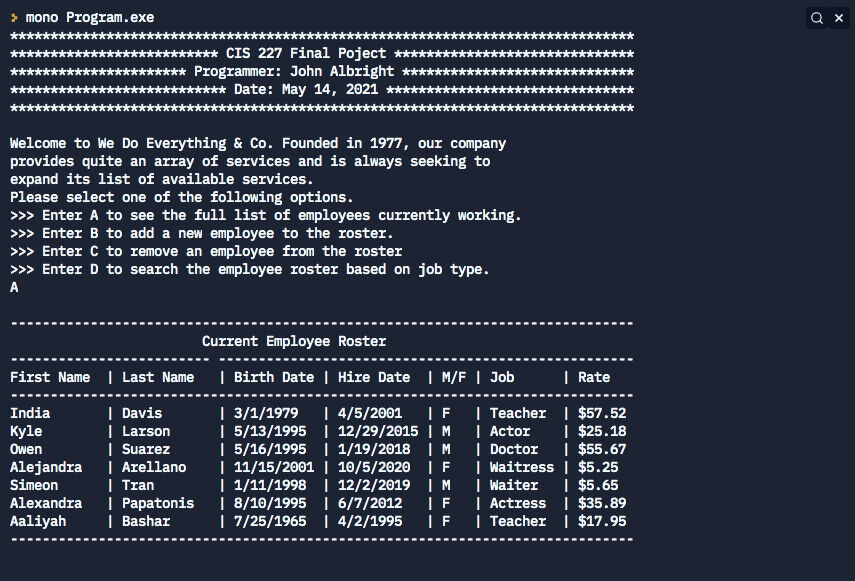 mono Program.exe
******************************************************************************
************************** CIS 227 Final Poject ******************************
********************** Programmer: John Albright *****************************
*************************** Date: May 14, 2021 *******************************
******************************************************************************
Welcome to We Do Everything & Co. Founded in 1977, our company
provides quite an array of services and is always seeking to
expand its list of available services.
Please select one of the following options.
>>> Enter A to see the full list of employees currently working.
>>> Enter B to add a new employee to the roster.
>>> Enter C to remove an employee from the roster
>>> Enter D to search the employee roster based on job type.
A
------------------------------------------------------------------------------
Current Employee Roster
------------------------- ----------------------------------------------------
First Name  | Last Name   | Birth Date | Hire Date  | M/F | Job      | Rate
------------------------------------------------------------------------------
India       | Davis       | 3/1/1979   | 4/5/2001   | F   | Teacher  | $57.52
Kyle        | Larson      | 5/13/1995  | 12/29/2015 | M   | Actor    | $25.18
Owen        | Suarez      | 5/16/1995  | 1/19/2018  | M   | Doctor   | $55.67
Alejandra   | Arellano    | 11/15/2001 | 10/5/2020  | F   | Waitress | $5.25
Simeon      | Tran        | 1/11/1998  | 12/2/2019  | M   | Waiter   | $5.65
Alexandra   | Papatonis   | 8/10/1995  | 6/7/2012   | F   | Actress  | $35.89
Aaliyah     | Bashar      | 7/25/1965  | 4/2/1995   | F   | Teacher  | $17.95
------------------------------------------------------------------------------